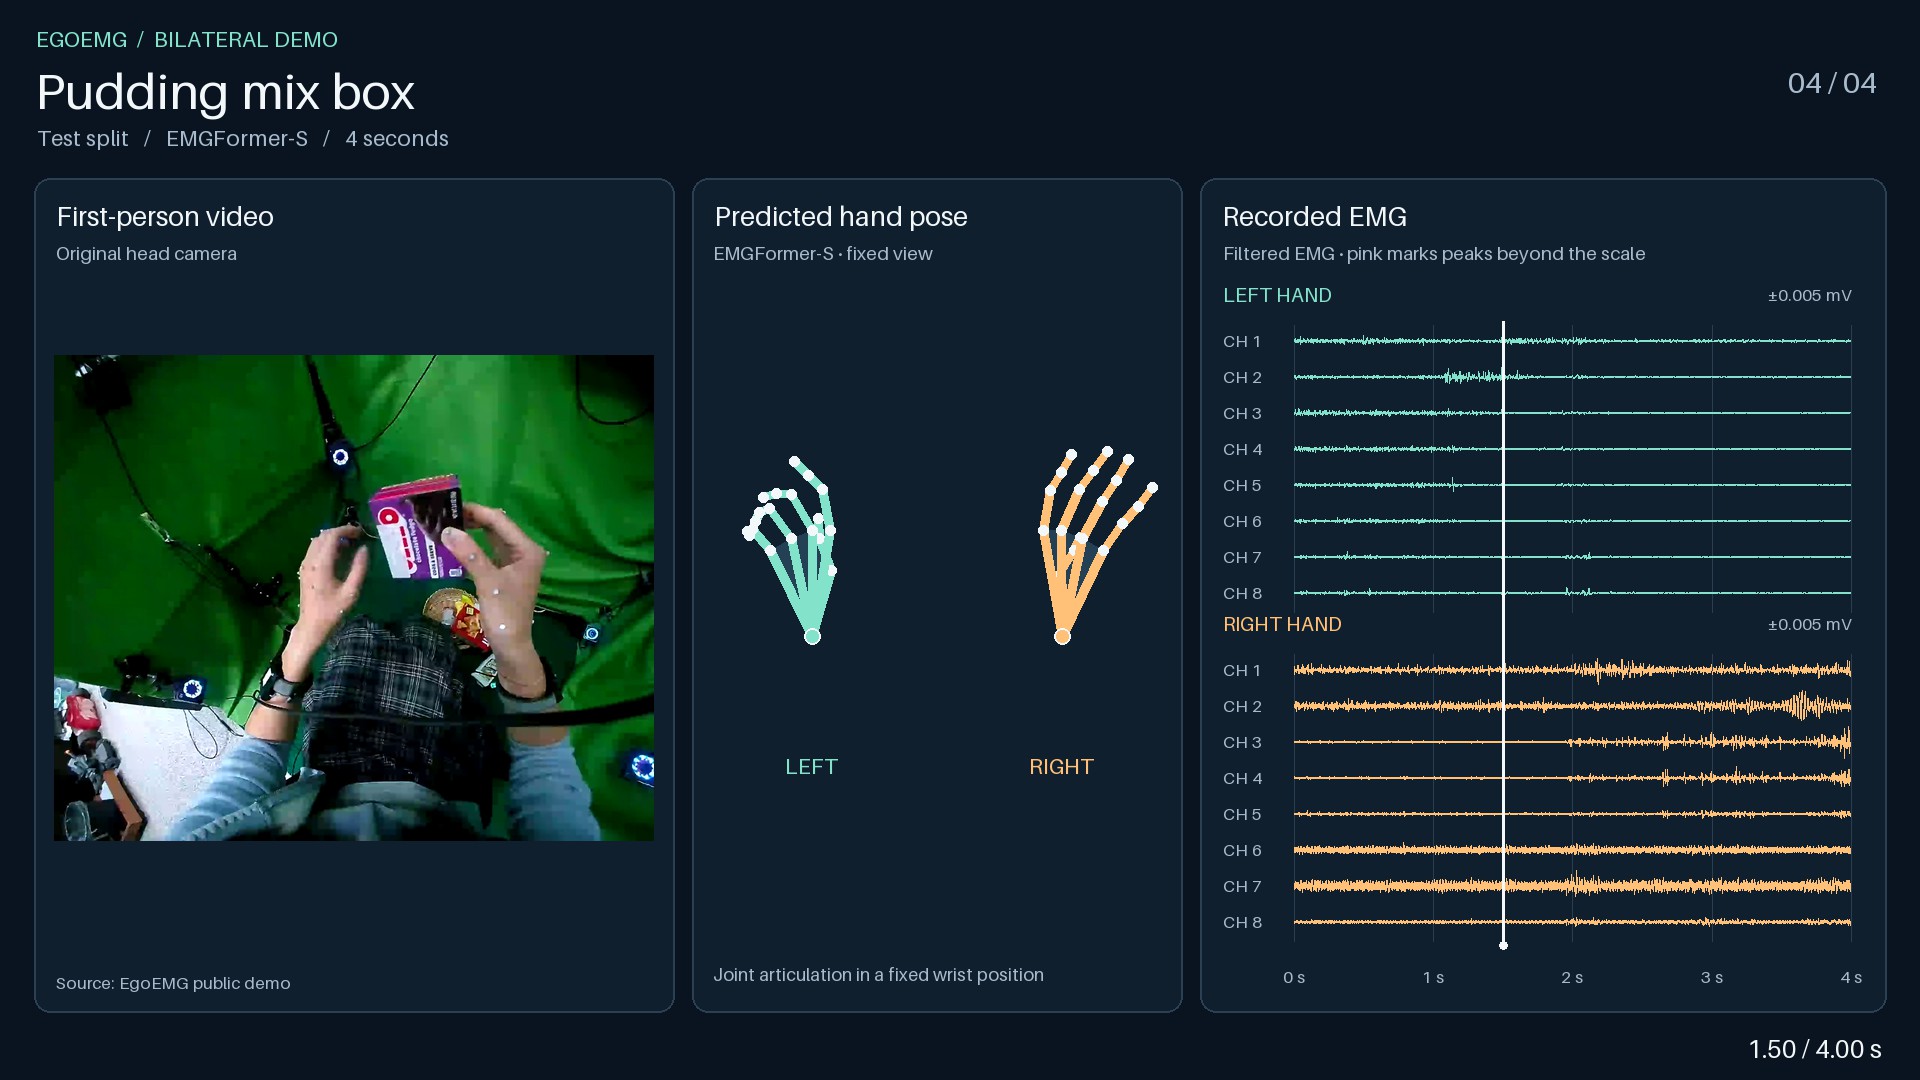 EGOEMG / BILATERAL DEMO
Pudding mix box
04 / 04
Test split / EMGFormer-S / 4 seconds
First-person video
Original head camera
Source: EgoEMG public demo
Predicted hand pose
EMGFormer-S · fixed view
LEFT
RIGHT
Joint articulation in a fixed wrist position
Recorded EMG
Filtered EMG · pink marks peaks beyond the scale
LEFT HAND
±0.005 mV
CH 1
CH 2
CH 3
CH 4
CH 5
CH 6
CH 7
CH 8
RIGHT HAND
±0.005 mV
CH 1
CH 2
CH 3
CH 4
CH 5
CH 6
CH 7
CH 8
0 s
1 s
2 s
3 s
4 s
1.50 / 4.00 s